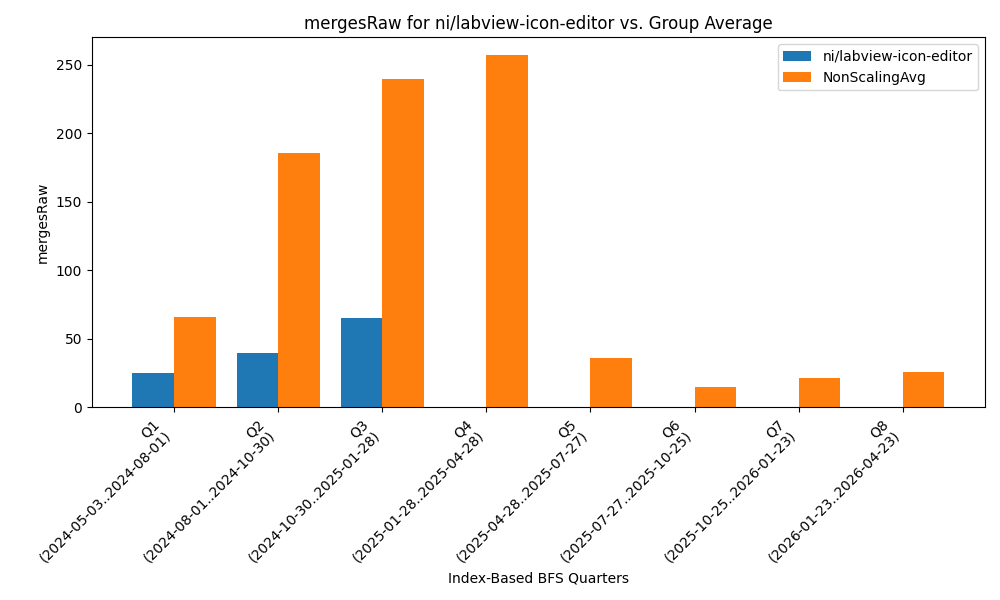 mergesRaw for ni/labview-icon-editor vs. Group Average
ni/labview-icon-editor
NonScalingAvg
mergesRaw
250
200
150
100
50
0
Q1
(2024-05-03..2024-08-01)
Q2
(2024-08-01..2024-10-30)
Q3
(2024-10-30..2025-01-28)
Q4
(2025-01-28..2025-04-28)
Q5
(2025-04-28..2025-07-27)
Q6
(2025-07-27..2025-10-25)
Q7
(2025-10-25..2026-01-23)
Q8
(2026-01-23..2026-04-23)
Index-Based BFS Quarters